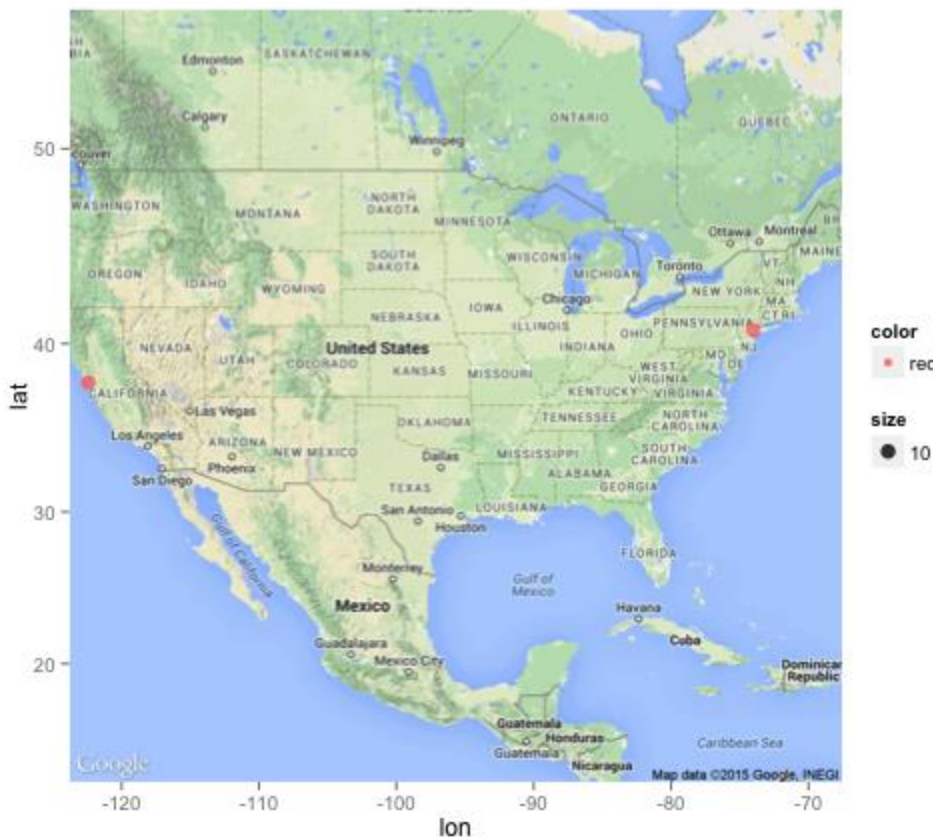 Edmonton
SASKATCHEWAN
Calgary
ONTARIO
QUEBEC
50
Winnipeg
couver
WASHINGTON
MONTANA
NORTH
DAKOTA
MINNESOTA
Ottawa
Montreal
MAINE
OREGON
IDAHO
SOUTH
DAKOTA
WISCONSIN
MICHIGAN
Toronto
VT
NH
WYOMING
NEW YORK
MA
CT RI
Chicago
IOWA
NEBRASKA
ILLINOIS
OHIO
PENNSYLVANIA
40
NEVADA
UTAH
COLORADO
United States
KANSAS
MISSOURI
INDIANA
WEST
VIRGINIA
MD
DE
NJ
CALIFORNIA
Las Vegas
KENTUCKY
VIRGINIA
OKLAHOMA
TENNESSEE
NORTH
CAROLINA
Los Angeles
ARIZONA
NEW MEXICO
Phoenix
San Diego
Dallas
MISSISSIPPI
ALABAMA
SOUTH
CAROLINA
GEORGIA
TEXAS
LOUISIANA
30
San Antonio
Houston
FLORIDA
Gulf of California
Monterrey
Gulf of
Mexico
Mexico
Havana
Cuba
Guadalajara
Mexico City
20
Dominican
Republic
Guatemala
Guatemala
Honduras
Nicaragua
Caribbean Sea
Google
Map data ©2015 Google, INEGI
-120
-110
-100
-90
-80
-70
lon
lat
color
red
size
10